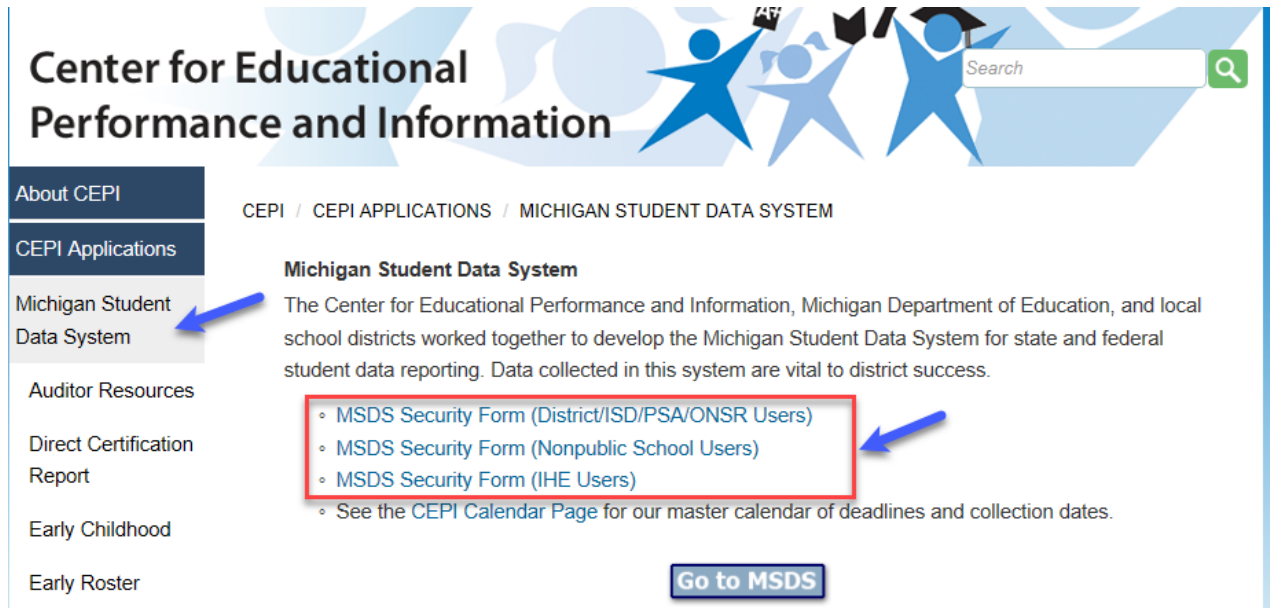 A+
Center for Educational
Performance and Information
Search
About CEPI
CEPI Applications
Michigan Student
Data System
Auditor Resources
Direct Certification
Report
Early Childhood
Early Roster
CEPI / CEPI APPLICATIONS / MICHIGAN STUDENT DATA SYSTEM
Michigan Student Data System
The Center for Educational Performance and Information, Michigan Department of Education, and local
school districts worked together to develop the Michigan Student Data System for state and federal
student data reporting. Data collected in this system are vital to district success.
◦ MSDS Security Form (District/ISD/PSA/ONSR Users)
◦ MSDS Security Form (Nonpublic School Users)
◦ MSDS Security Form (IHE Users)
◦ See the CEPI Calendar Page for our master calendar of deadlines and collection dates.
Go to MSDS